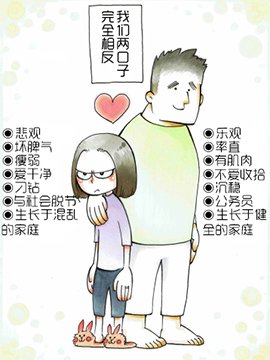 我们两口子
完全相反
●悲观
●坏脾气
●瘦弱
●爱干净
●刁钻
●与社会脱节
●生长于混乱
的家庭
●乐观
●率直
●有肌肉
●不爱收拾
●沉稳
●公务员
●生长于健
全的家庭